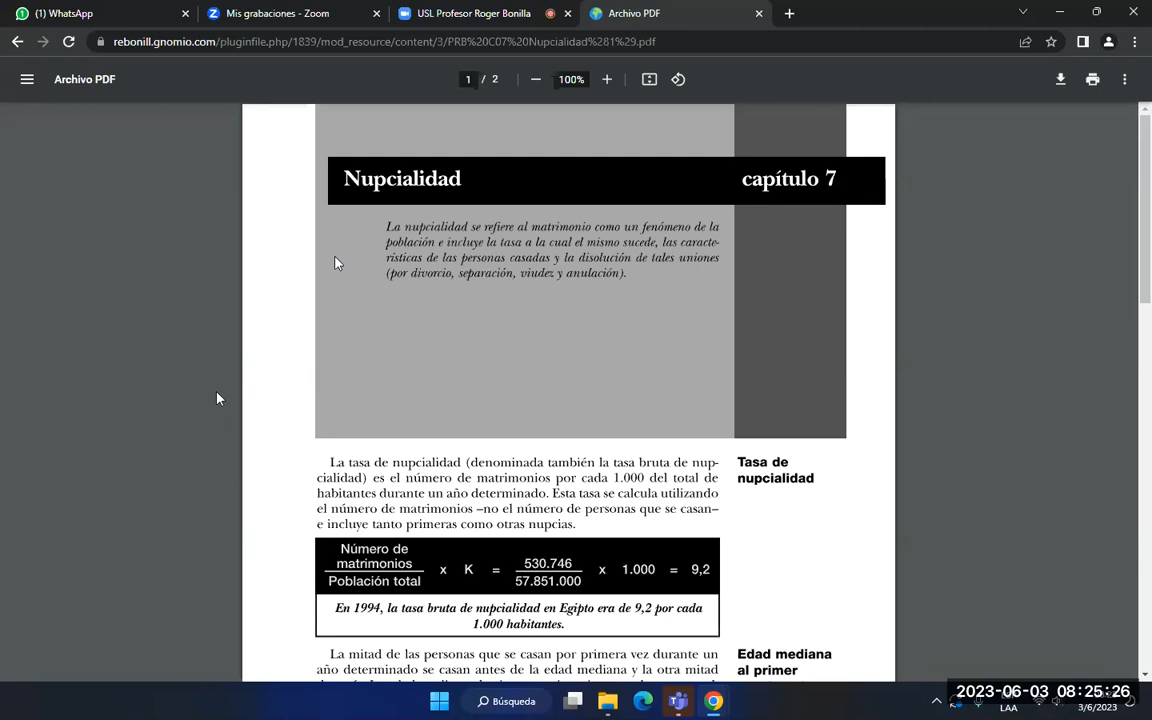 (1) WhatsApp
Mis grabaciones - Zoom
USL Profesor Roger Bonilla
Archivo PDF
rebonill.gnomio.com/pluginfile.php/1839/mod_resource/content/3/PRB%20C07%20Nupcialidad%281%29.pdf
Archivo PDF
1 / 2
100%
Nupcialidad capítulo 7
La nupcialidad se refiere al matrimonio como un fenómeno de la
población e incluye la tasa a la cual el mismo sucede, las caracte-
rísticas de las personas casadas y la disolución de tales uniones
(por divorcio, separación, viudez y anulación).
La tasa de nupcialidad (denominada también la tasa bruta de nup-
cialidad) es el número de matrimonios por cada 1.000 del total de
habitantes durante un año determinado. Esta tasa se calcula utilizando
el número de matrimonios –no el número de personas que se casan–
e incluye tanto primeras como otras nupcias.
Tasa de
nupcialidad
Número de
matrimonios
Población total
x K =
530.746
57.851.000
x 1.000 = 9,2
En 1994, la tasa bruta de nupcialidad en Egipto era de 9,2 por cada
1.000 habitantes.
La mitad de las personas que se casan por primera vez durante un
año determinado se casan antes de la edad mediana y la otra mitad
Edad mediana
al primer
Búsqueda
LAA
2023-06-03 08:25:26
3/6/2023